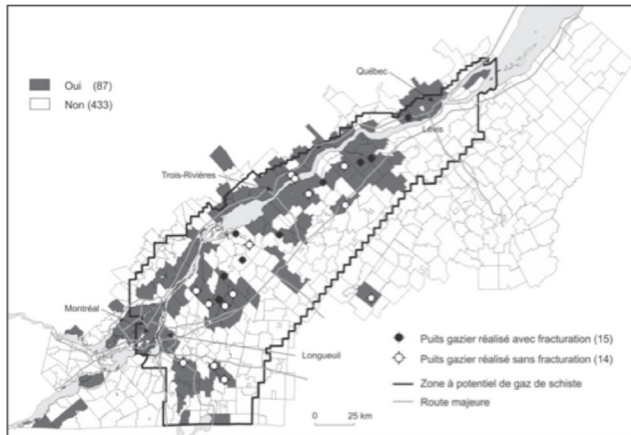 Oui (87)
Non (433)
Québec
Lévis
Trois-Rivières
Montréal
Longueuil
Puits gazier réalisé avec fracturation (15)
Puits gazier réalisé sans fracturation (14)
Zone à potentiel de gaz de schiste
Route majeure
0 25 km